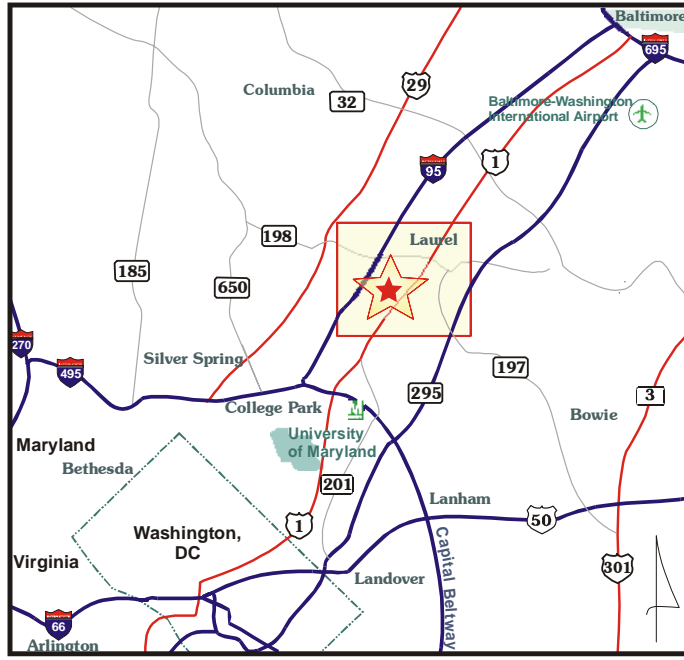 Baltimore
695
29
Columbia
32
Baltimore-Washington
International Airport
1
95
198
Laurel
185
650
270
495
Silver Spring
197
295
3
College Park
Bowie
University
of Maryland
Maryland
Bethesda
201
Lanham
1
50
Washington,
DC
Capital Beltway
Virginia
Landover
301
66
Arlington